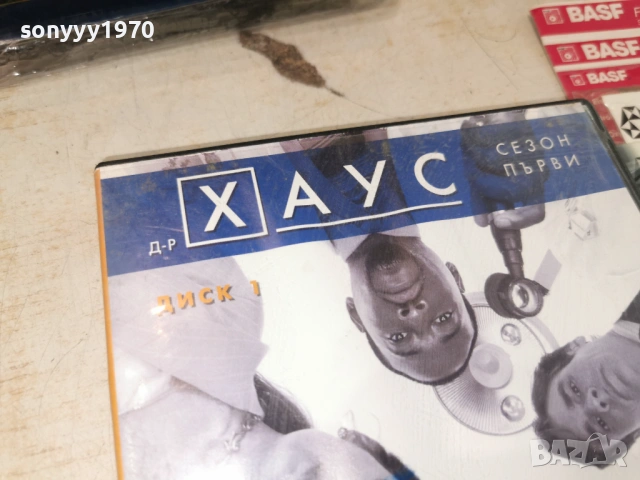 sonyyy1970
BASF
BASF
BASF
СЕЗОН
ПЪРВИ
Д-Р ХАУС
ДИСК 1
BAZAR